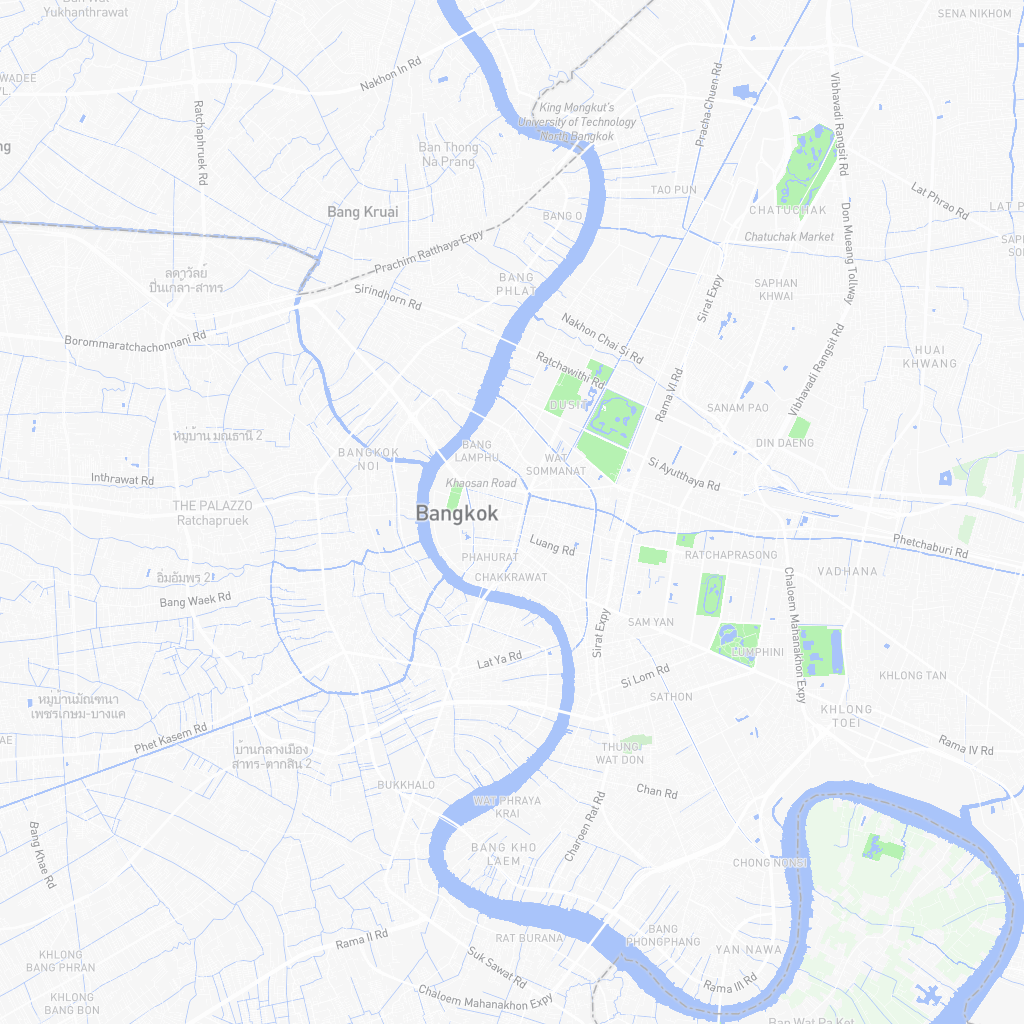 Ban Wat
Yukhanthrawat
SENA NIKHOM
Nakhon In Rd
WADEE
Ratchaphruek Rd
King Mongkut's
University of Technology
North Bangkok
Pracha Chuen Rd
Vibhavadi Rangsit Rd
Ban Thong
Na Prang
TAO PUN
Lat Phrao Rd
Bang Kruai
BANG O
CHATUCHAK
LAT P
Don Mueang Tollway
Chatuchak Market
Prachim Ratthaya Expy
ลดาวัลย์
ปิ่นเกล้า-สาทร
BANG
PHLAT
Sirindhorn Rd
Sirat Expy
SAPHAN
KHWAI
Nakhon Chai Si Rd
Borommaratchachonnani Rd
Ratchawithi Rd
Vibhavadi Rangsit Rd
HUAI
KHWANG
Rama VI Rd
DUSIT
SANAM PAO
หมู่บ้าน มณธานี 2
BANG
LAMPHU
DIN DAENG
BANGKOK
NOI
WAT
SOMMANAT
Si Ayutthaya Rd
Inthrawat Rd
Khaosan Road
THE PALAZZO
Ratchapruek
Bangkok
Luang Rd
Phetchaburi Rd
PHAHURAT
RATCHAPRASONG
อิ่มอัมพร 2
CHAKKRAWAT
VADHANA
Bang Waek Rd
Chaloem Mahanakhon Expy
Sirat Expy
SAM YAN
Lat Ya Rd
LUMPHINI
Si Lom Rd
KHLONG TAN
SATHON
หมู่บ้านมัณฑนา
เพชรเกษม-บางแค
KHLONG
TOEI
Phet Kasem Rd
บ้านกลางเมือง
สาทร-ตากสิน 2
THUNG
WAT DON
Rama IV Rd
BUKKHALO
WAT PHRAYA
KRAI
Chan Rd
Bang Khae Rd
Charoen Rat Rd
BANG KHO
LAEM
CHONG NONSI
Rama II Rd
RAT BURANA
BANG
PHONGPHANG
YAN NAWA
KHLONG
BANG PHRAN
Suk Sawat Rd
Rama III Rd
KHLONG
BANG BON
Chaloem Mahanakhon Expy
Ban Wat Pa Ket